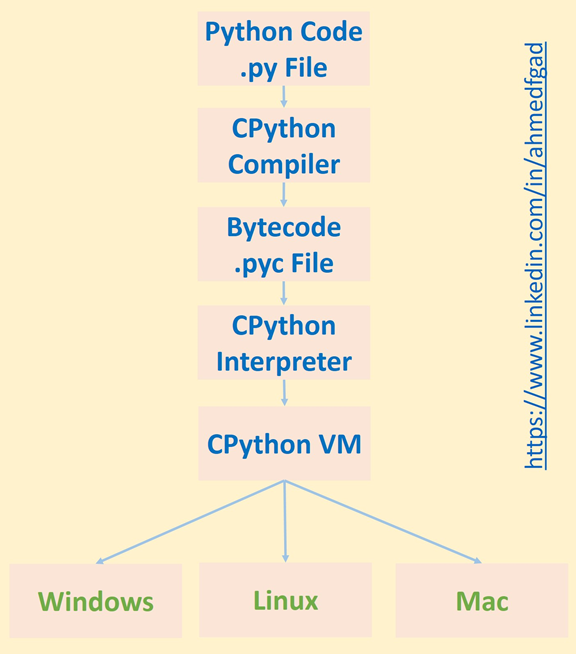 Python Code
.py File
CPython
Compiler
Bytecode
.pyc File
CPython
Interpreter
CPython VM
Windows
Linux
Mac
https://www.linkedin.com/in/ahmedfgad